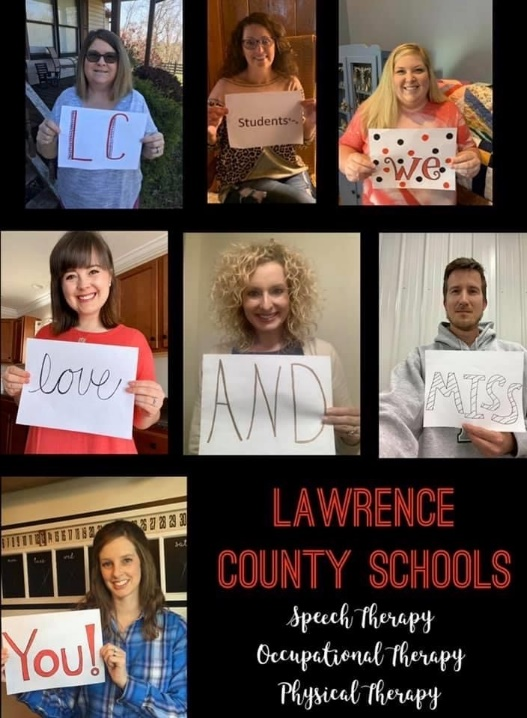 LC
Students...
we
love
AND
MISS
You!
LAWRENCE
COUNTY SCHOOLS
Speech Therapy
Occupational Therapy
Physical Therapy